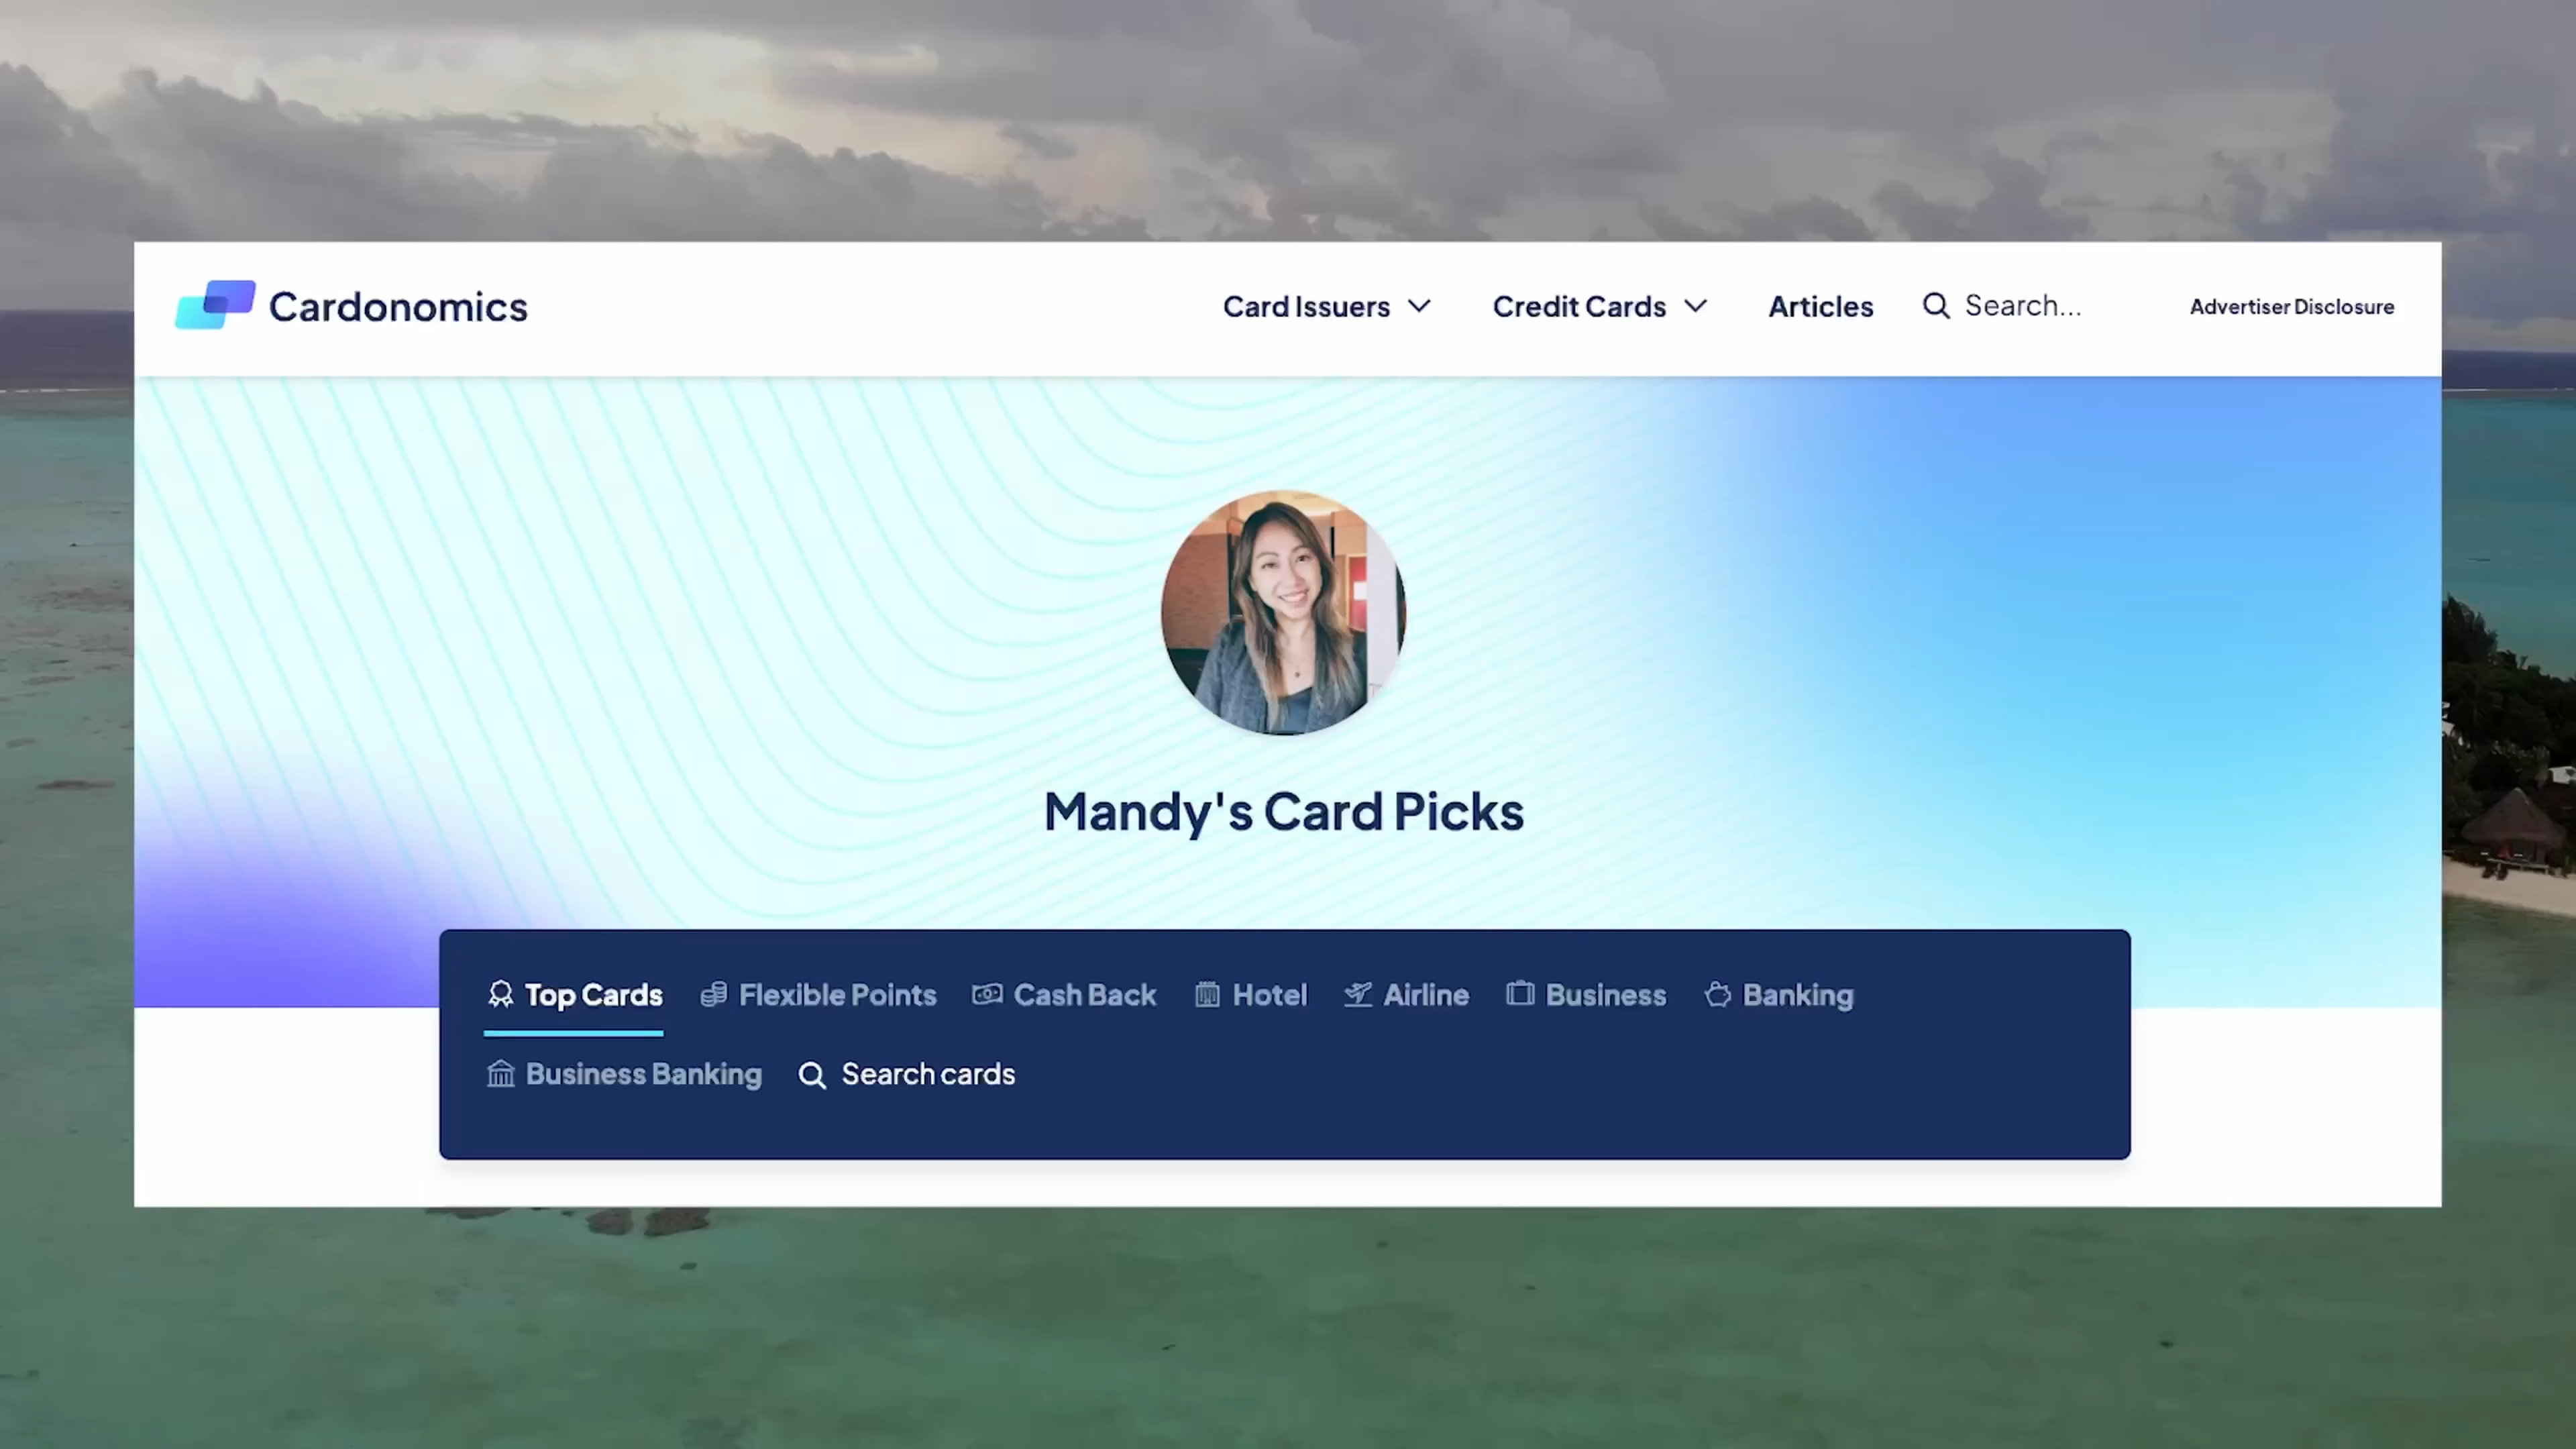 Cardonomics
Card Issuers
Credit Cards
Articles
Search...
Advertiser Disclosure
Mandy's Card Picks
Top Cards
Flexible Points
Cash Back
Hotel
Airline
Business
Banking
Business Banking
Search cards